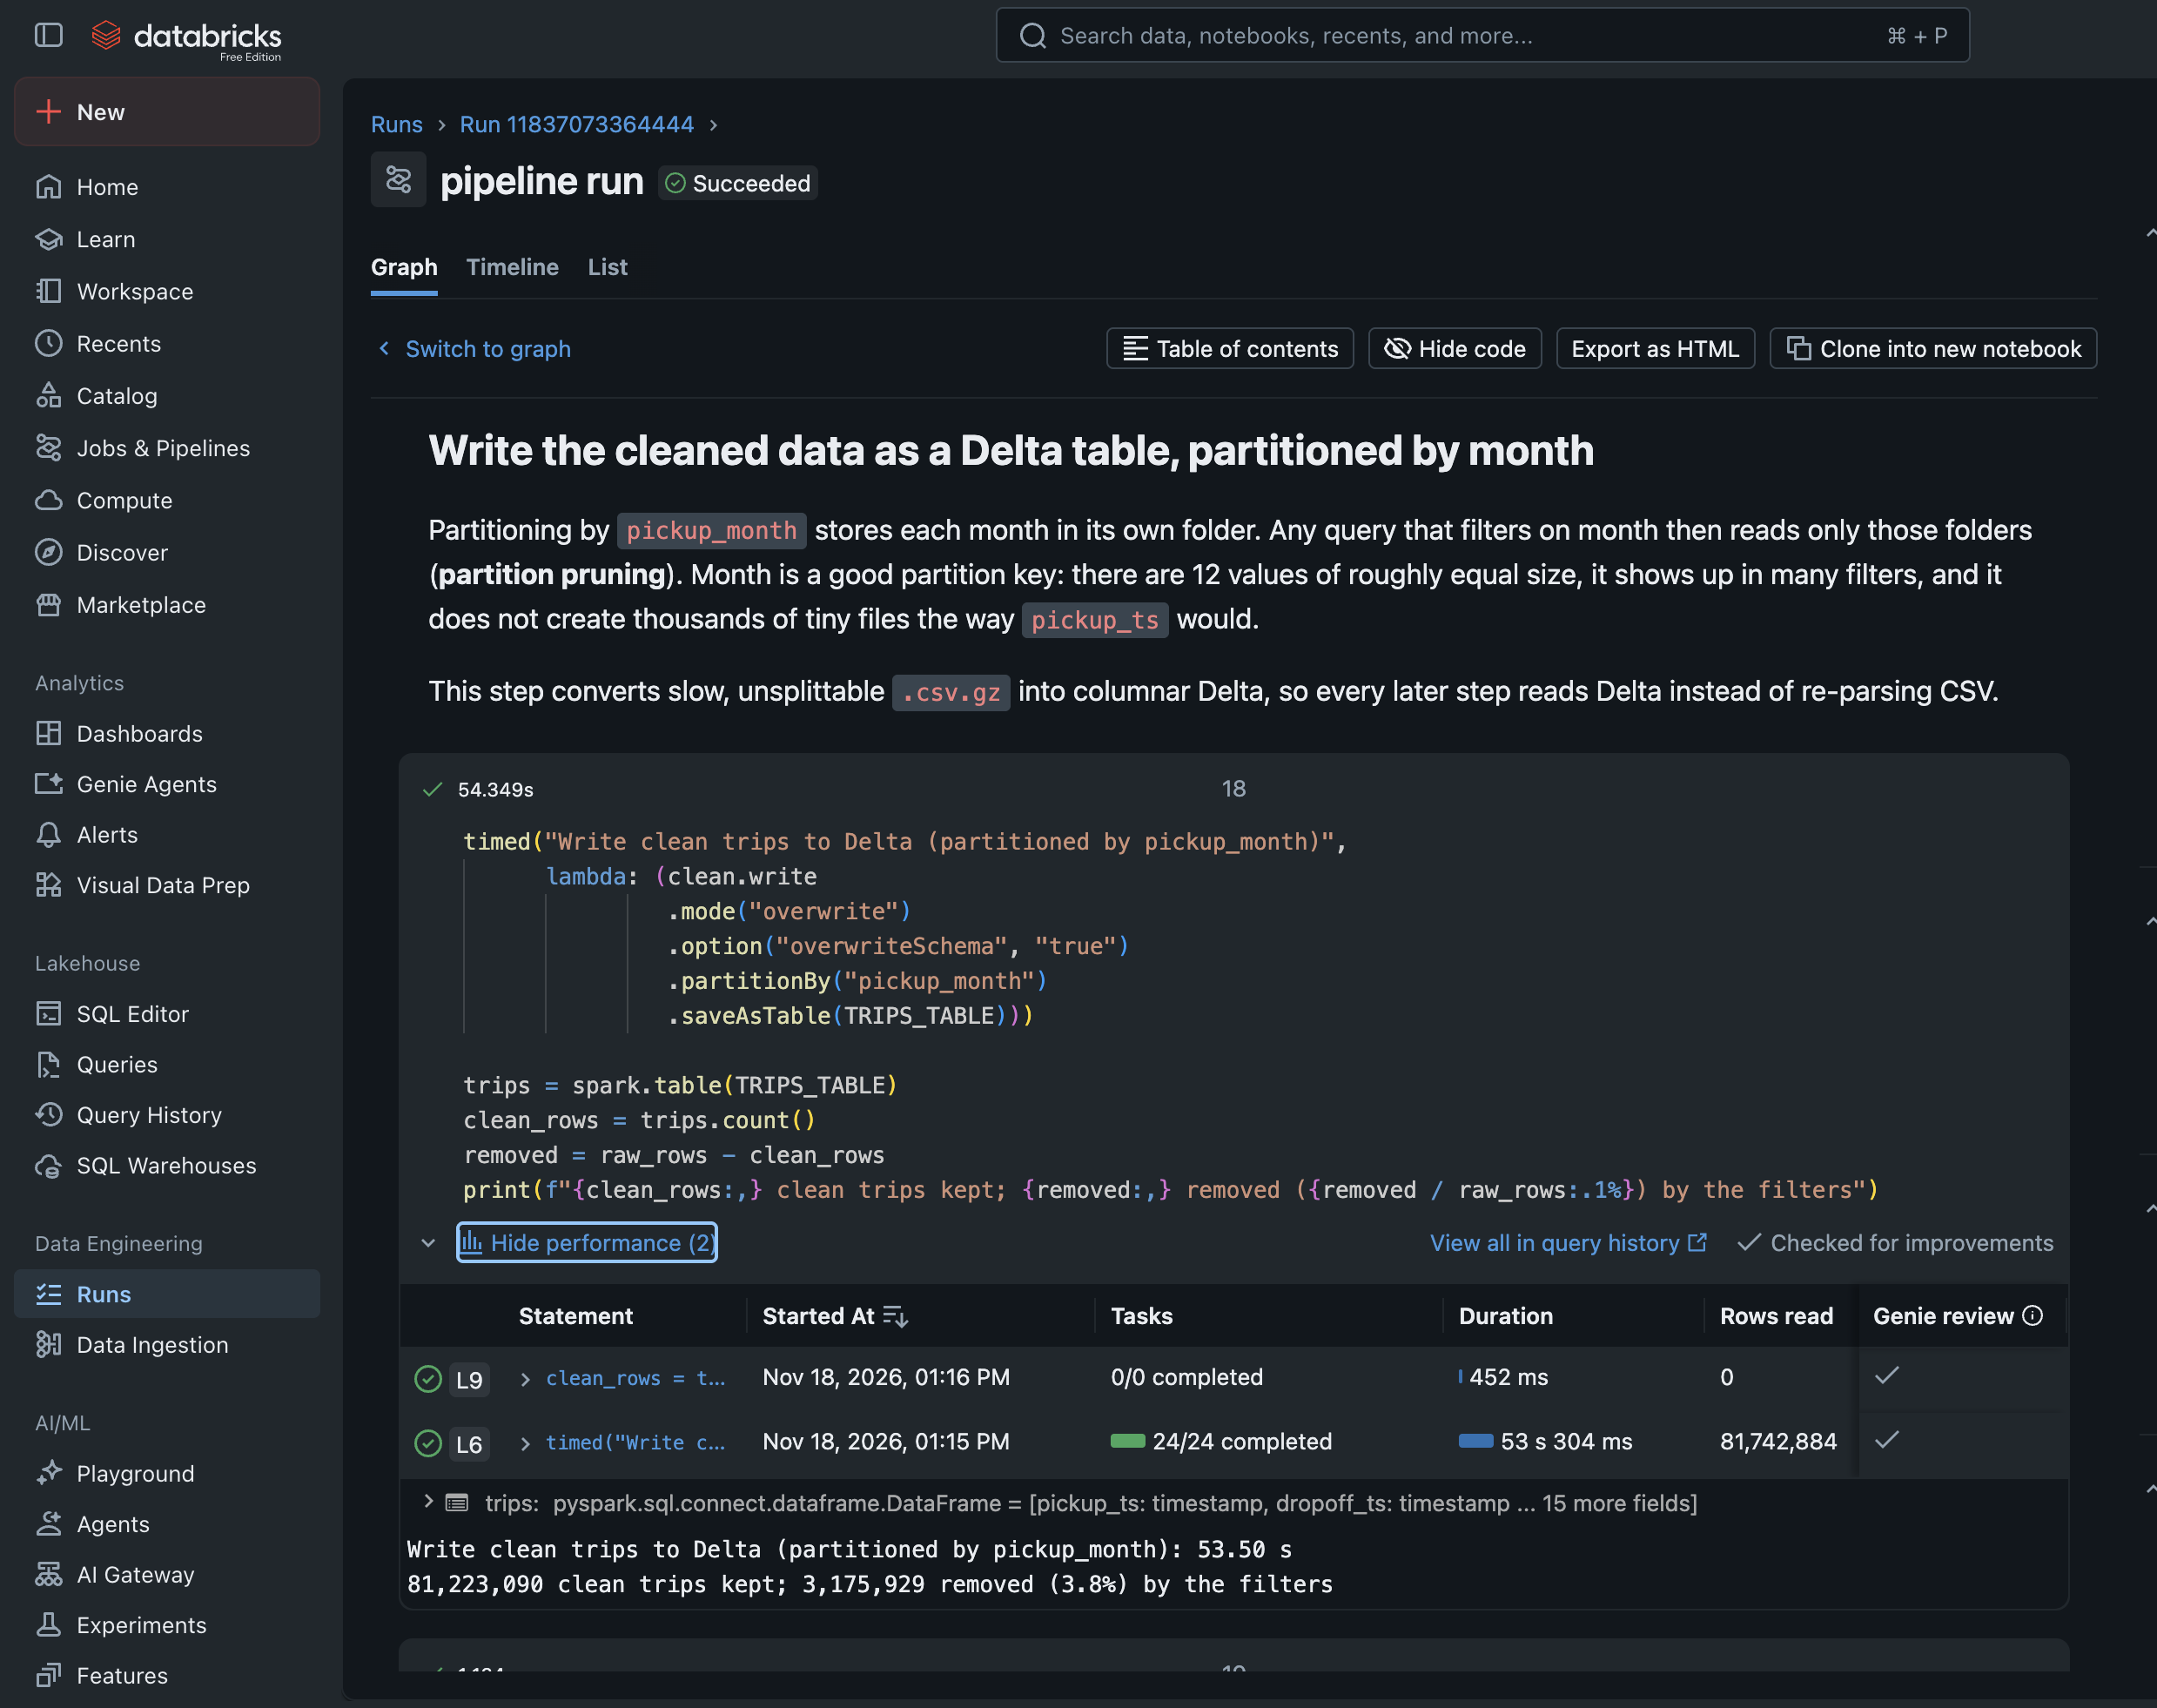 databricks
Free Edition
Search data, notebooks, recents, and more...
⌘ + P
New
Home
Learn
Workspace
Recents
Catalog
Jobs & Pipelines
Compute
Discover
Marketplace
Analytics
Dashboards
Genie Agents
Alerts
Visual Data Prep
Lakehouse
SQL Editor
Queries
Query History
SQL Warehouses
Data Engineering
Runs
Data Ingestion
AI/ML
Playground
Agents
AI Gateway
Experiments
Features
Runs > Run 11837073364444 >
pipeline run Succeeded
Graph Timeline List
Switch to graph
Table of contents Hide code Export as HTML Clone into new notebook
Write the cleaned data as a Delta table, partitioned by month
Partitioning by pickup_month stores each month in its own folder. Any query that filters on month then reads only those folders
(partition pruning). Month is a good partition key: there are 12 values of roughly equal size, it shows up in many filters, and it
does not create thousands of tiny files the way pickup_ts would.
This step converts slow, unsplittable .csv.gz into columnar Delta, so every later step reads Delta instead of re-parsing CSV.
54.349s 18
timed("Write clean trips to Delta (partitioned by pickup_month)",
lambda: (clean.write
.mode("overwrite")
.option("overwriteSchema", "true")
.partitionBy("pickup_month")
.saveAsTable(TRIPS_TABLE)))
trips = spark.table(TRIPS_TABLE)
clean_rows = trips.count()
removed = raw_rows - clean_rows
print(f"{clean_rows:,} clean trips kept; {removed:,} removed ({removed / raw_rows:.1%}) by the filters")
Hide performance (2) View all in query history Checked for improvements
Statement Started At Tasks Duration Rows read Genie review
L9 clean_rows = t... Nov 18, 2026, 01:16 PM 0/0 completed 452 ms 0
L6 timed("Write c... Nov 18, 2026, 01:15 PM 24/24 completed 53 s 304 ms 81,742,884
trips: pyspark.sql.connect.dataframe.DataFrame = [pickup_ts: timestamp, dropoff_ts: timestamp ... 15 more fields]
Write clean trips to Delta (partitioned by pickup_month): 53.50 s
81,223,090 clean trips kept; 3,175,929 removed (3.8%) by the filters